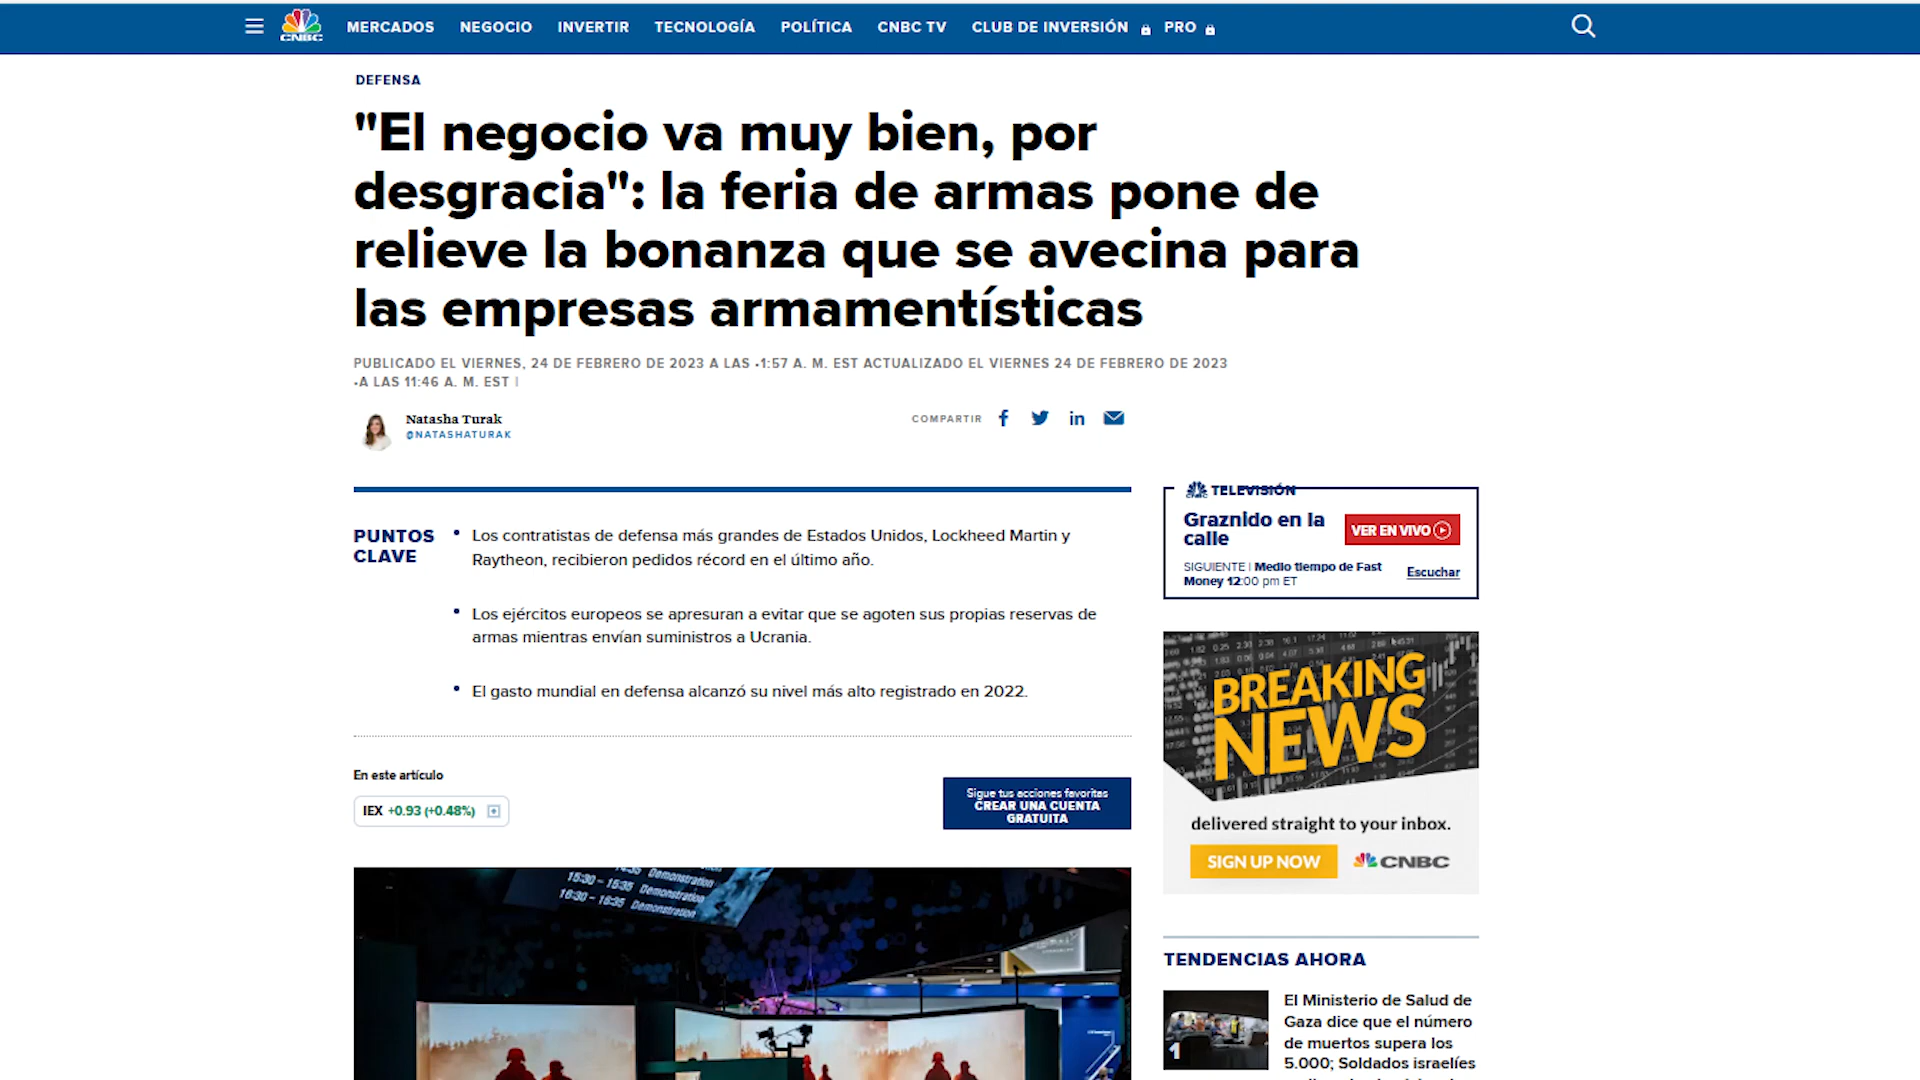 CNBC
MERCADOS NEGOCIO INVERTIR TECNOLOGÍA POLÍTICA CNBC TV CLUB DE INVERSIÓN PRO
DEFENSA
"El negocio va muy bien, por
desgracia": la feria de armas pone de
relieve la bonanza que se avecina para
las empresas armamentísticas
PUBLICADO EL VIERNES, 24 DE FEBRERO DE 2023 A LAS •1:57 A. M. EST ACTUALIZADO EL VIERNES 24 DE FEBRERO DE 2023
•A LAS 11:46 A. M. EST |
Natasha Turak
@NATASHATURAK
COMPARTIR
PUNTOS
CLAVE
• Los contratistas de defensa más grandes de Estados Unidos, Lockheed Martin y
Raytheon, recibieron pedidos récord en el último año.
• Los ejércitos europeos se apresuran a evitar que se agoten sus propias reservas de
armas mientras envían suministros a Ucrania.
• El gasto mundial en defensa alcanzó su nivel más alto registrado en 2022.
En este artículo
IEX +0.93 (+0.48%)
Sigue tus acciones favoritas
CREAR UNA CUENTA
GRATUITA
15:30 – 15:35 Demonstration
16:30 – 16:35 Demonstration
TELEVISIÓN
Graznido en la
calle
VER EN VIVO
SIGUIENTE | Medio tiempo de Fast
Money 12:00 pm ET
Escuchar
BREAKING
NEWS
delivered straight to your inbox.
SIGN UP NOW
CNBC
TENDENCIAS AHORA
1
El Ministerio de Salud de
Gaza dice que el número
de muertos supera los
5.000; Soldados israelíes